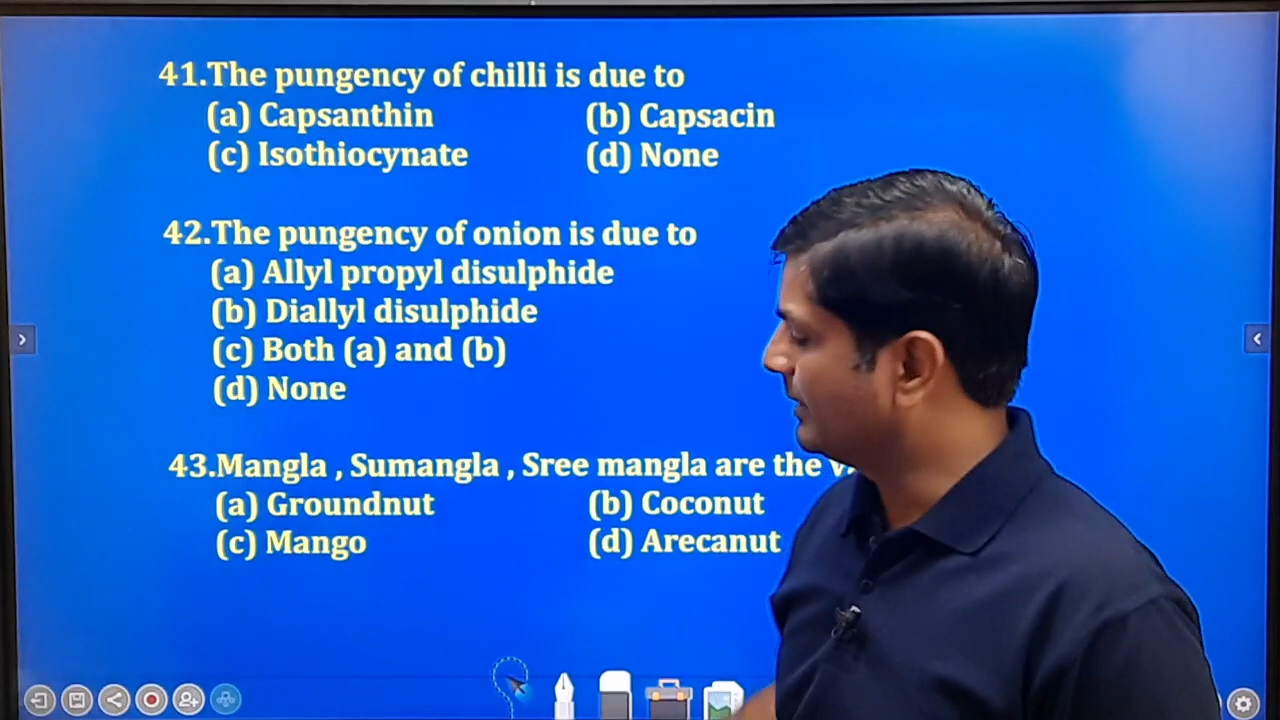 41.The pungency of chilli is due to
(a) Capsanthin (b) Capsacin
(c) Isothiocynate (d) None
42.The pungency of onion is due to
(a) Allyl propyl disulphide
(b) Diallyl disulphide
(c) Both (a) and (b)
(d) None
43.Mangla , Sumangla , Sree mangla are the
(a) Groundnut (b) Coconut
(c) Mango (d) Arecanut